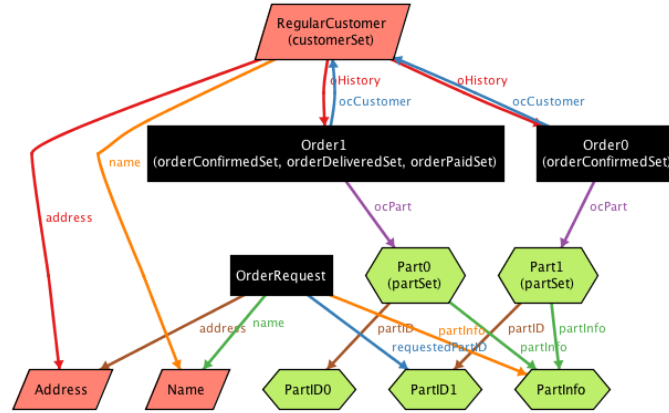 RegularCustomer
(customerSet)
oHistory
ocCustomer
oHistory
ocCustomer
Order1
(orderConfirmedSet, orderDeliveredSet, orderPaidSet)
Order0
(orderConfirmedSet)
name
address
ocPart
ocPart
OrderRequest
Part0
(partSet)
Part1
(partSet)
address
name
requestedPartID
partID
partInfo
partInfo
partID
partInfo
Address
Name
PartID0
PartID1
PartInfo